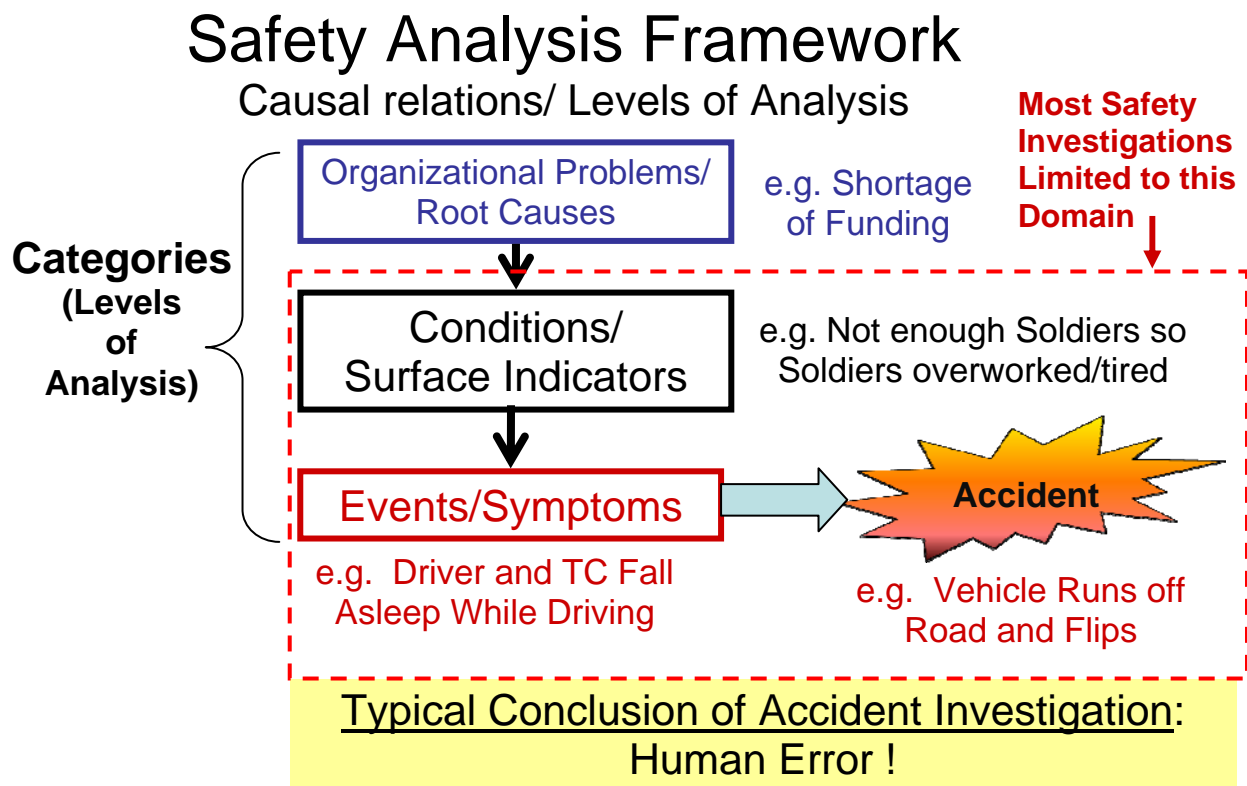 Safety Analysis Framework
Causal relations/ Levels of Analysis
Most Safety
Investigations
Limited to this
Domain
Organizational Problems/
Root Causes
e.g. Shortage
of Funding
Categories
(Levels
of
Analysis)
Conditions/
Surface Indicators
e.g. Not enough Soldiers so
Soldiers overworked/tired
Events/Symptoms
Accident
e.g. Driver and TC Fall
Asleep While Driving
e.g. Vehicle Runs off
Road and Flips
Typical Conclusion of Accident Investigation:
Human Error !